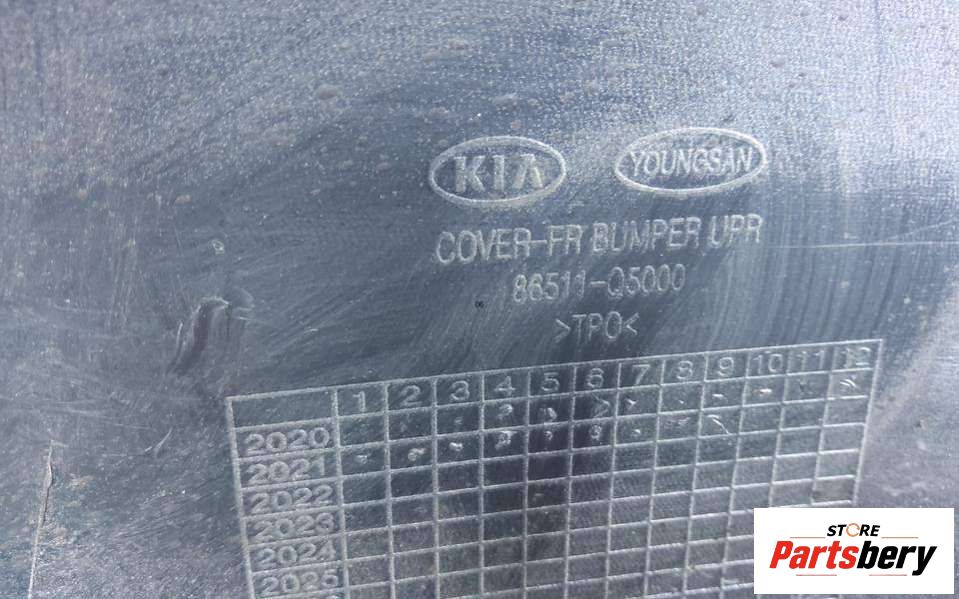 KIA YOUNGSAN
COVER-FR BUMPER UPR
86511-Q5000
>TPO<
1 2 3 4 5 6 7 8 9 10 11 12
2020
2021
2022
2023
2024
2025
STORE
Partsbery